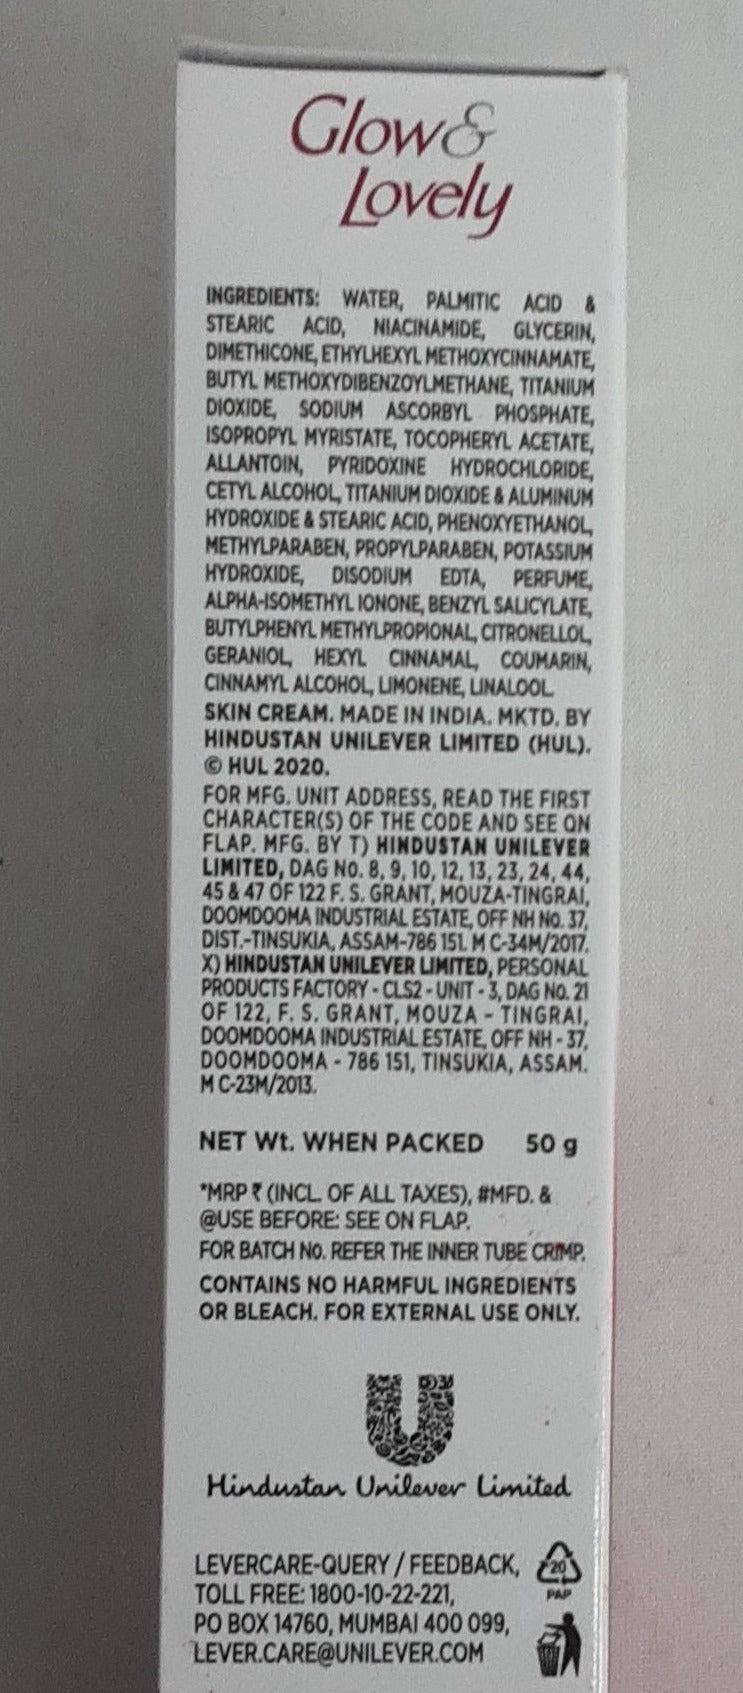 Glow&
Lovely
INGREDIENTS: WATER, PALMITIC ACID &
STEARIC ACID, NIACINAMIDE, GLYCERIN,
DIMETHICONE, ETHYLHEXYL METHOXYCINNAMATE,
BUTYL METHOXYDIBENZOYLMETHANE, TITANIUM
DIOXIDE, SODIUM ASCORBYL PHOSPHATE,
ISOPROPYL MYRISTATE, TOCOPHERYL ACETATE,
ALLANTOIN, PYRIDOXINE HYDROCHLORIDE,
CETYL ALCOHOL, TITANIUM DIOXIDE & ALUMINUM
HYDROXIDE & STEARIC ACID, PHENOXYETHANOL,
METHYLPARABEN, PROPYLPARABEN, POTASSIUM
HYDROXIDE, DISODIUM EDTA, PERFUME,
ALPHA-ISOMETHYL IONONE, BENZYL SALICYLATE,
BUTYLPHENYL METHYLPROPIONAL, CITRONELLOL,
GERANIOL, HEXYL CINNAMAL, COUMARIN,
CINNAMYL ALCOHOL, LIMONENE, LINALOOL.
SKIN CREAM. MADE IN INDIA. MKTD. BY
HINDUSTAN UNILEVER LIMITED (HUL).
© HUL 2020.
FOR MFG. UNIT ADDRESS, READ THE FIRST
CHARACTER(S) OF THE CODE AND SEE ON
FLAP. MFG. BY T) HINDUSTAN UNILEVER
LIMITED, DAG No. 8, 9, 10, 12, 13, 23, 24, 44,
45 & 47 OF 122 F. S. GRANT, MOUZA-TINGRAI,
DOOMDOOMA INDUSTRIAL ESTATE, OFF NH No. 37,
DIST.-TINSUKIA, ASSAM-786 151. M C-34M/2017.
X) HINDUSTAN UNILEVER LIMITED, PERSONAL
PRODUCTS FACTORY - CLS2 - UNIT - 3, DAG No. 21
OF 122, F. S. GRANT, MOUZA - TINGRAI,
DOOMDOOMA INDUSTRIAL ESTATE, OFF NH - 37,
DOOMDOOMA - 786 151, TINSUKIA, ASSAM.
M C-23M/2013.
NET Wt. WHEN PACKED 50 g
*MRP ₹ (INCL. OF ALL TAXES), #MFD. &
@USE BEFORE: SEE ON FLAP.
FOR BATCH No. REFER THE INNER TUBE CRIMP.
CONTAINS NO HARMFUL INGREDIENTS
OR BLEACH. FOR EXTERNAL USE ONLY.
Hindustan Unilever Limited
LEVERCARE-QUERY / FEEDBACK,
TOLL FREE: 1800-10-22-221,
PO BOX 14760, MUMBAI 400 099,
LEVER.CARE@UNILEVER.COM
20
PAP